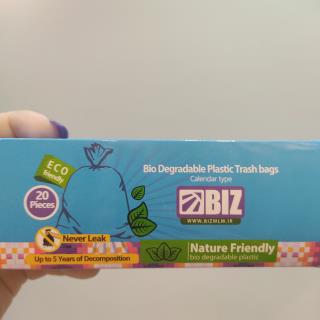 ECO
friendly
20
Pieces
Bio Degradable Plastic Trash bags
Calendar type
BIZ
WWW.BIZMLM.IR
Never Leak
Up to 5 Years of Decomposition
Nature Friendly
bio degradable plastic